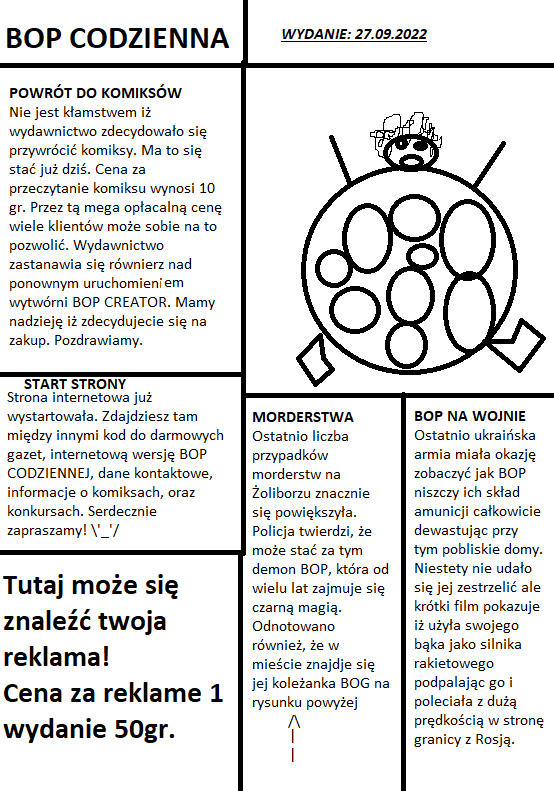 BOP CODZIENNA
WYDANIE: 27.09.2022
POWRÓT DO KOMIKSÓW
Nie jest kłamstwem iż
wydawnictwo zdecydowało się
przywrócić komiksy. Ma to się
stać już dziś. Cena za
przeczytanie komiksu wynosi 10
gr. Przez tą mega opłacalną cenę
wiele klientów może sobie na to
pozwolić. Wydawnictwo
zastanawia się równierz nad
ponownym uruchomieniem
wytwórni BOP CREATOR. Mamy
nadzieję iż zdecydujecie się na
zakup. Pozdrawiamy.
START STRONY
Strona internetowa już
wystartowała. Zdajdziesz tam
między innymi kod do darmowych
gazet, internetową wersję BOP
CODZIENNEJ, dane kontaktowe,
informacje o komiksach, oraz
konkursach. Serdecznie
zapraszamy! \'_'/
Tutaj może się
znaleźć twoja
reklama!
Cena za reklame 1
wydanie 50gr.
MORDERSTWA
Ostatnio liczba
przypadków
morderstw na
Żoliborzu znacznie
się powiększyła.
Policja twierdzi, że
może stać za tym
demon BOP, która od
wielu lat zajmuje się
czarną magią.
Odnotowano
również, że w
mieście znajdje się
jej koleżanka BOG na
rysunku powyżej
/\
|
|
BOP NA WOJNIE
Ostatnio ukraińska
armia miała okazję
zobaczyć jak BOP
niszczy ich skład
amunicji całkowicie
dewastując przy
tym pobliskie domy.
Niestety nie udało
się jej zestrzelić ale
krótki film pokazuje
iż użyła swojego
bąka jako silnika
rakietowego
podpalając go i
poleciała z dużą
prędkością w stronę
granicy z Rosją.